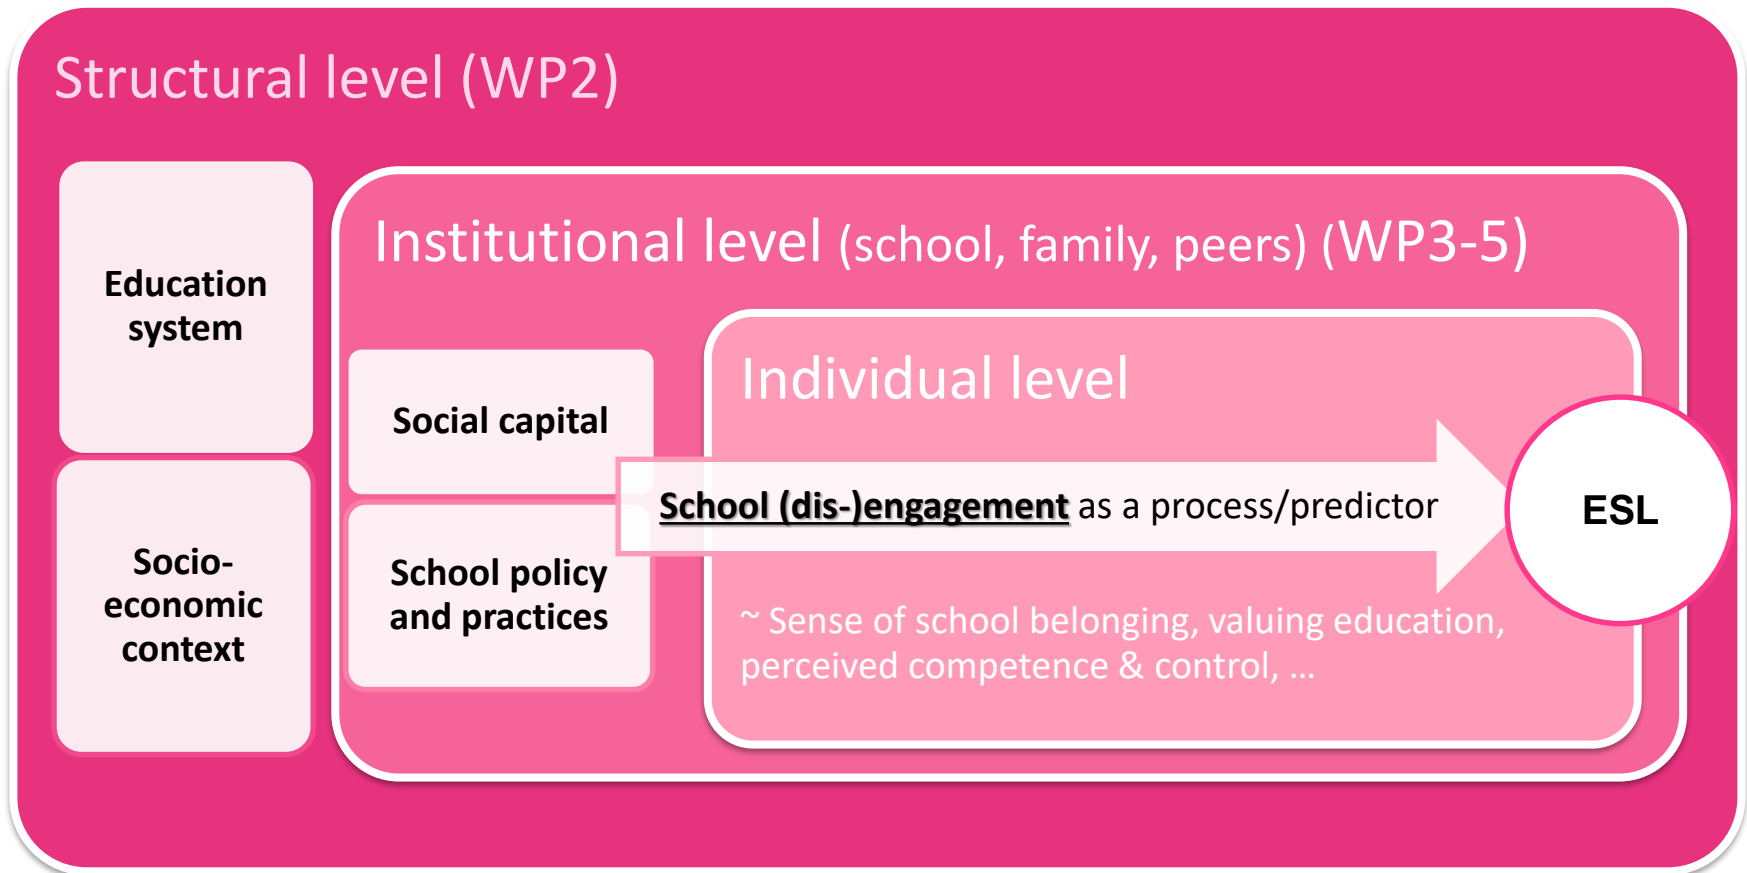 Structural level (WP2)
Education
system
Socio-
economic
context
Institutional level (school, family, peers) (WP3-5)
Social capital
School policy
and practices
Individual level
School (dis-)engagement as a process/predictor
~ Sense of school belonging, valuing education,
perceived competence & control, ...
ESL